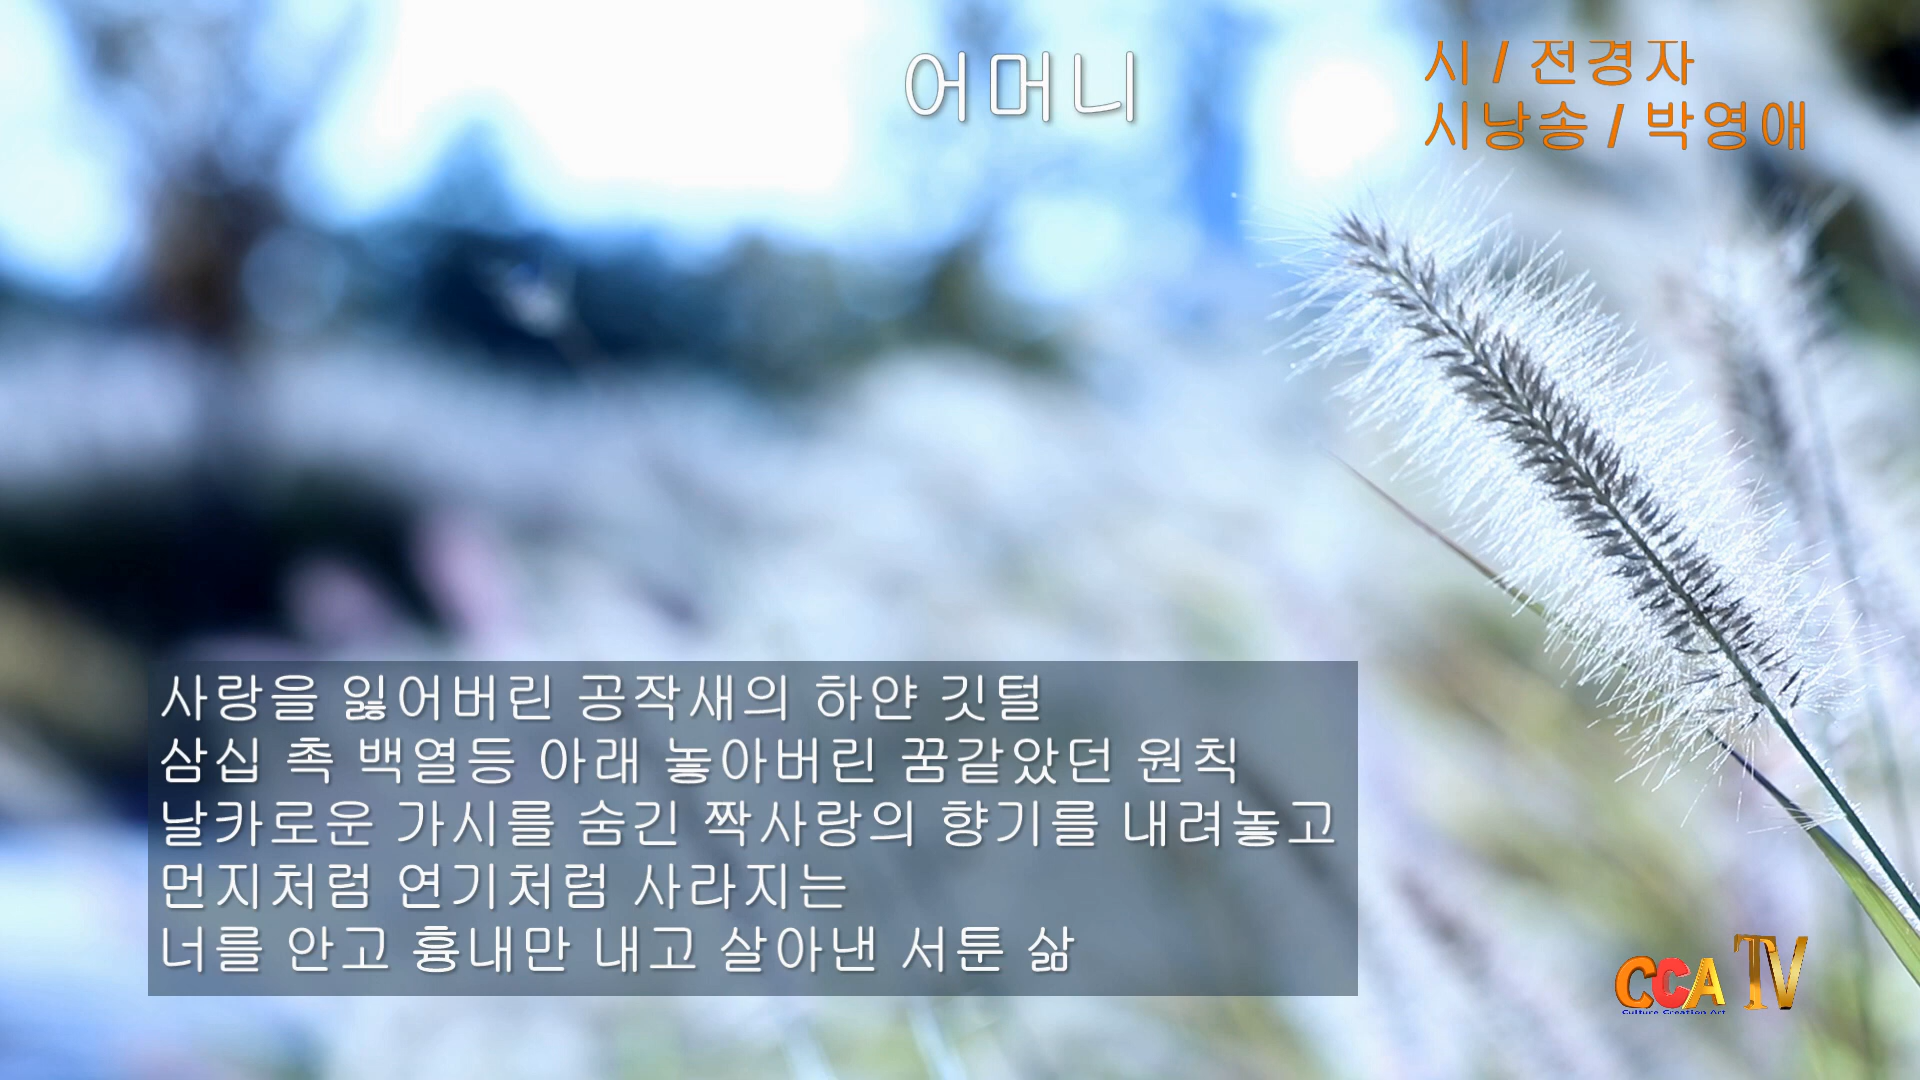 어머니
시 / 전경자
시낭송 / 박영애
사랑을 잃어버린 공작새의 하얀 깃털
삼십 촉 백열등 아래 놓아버린 꿈같았던 원칙
날카로운 가시를 숨긴 짝사랑의 향기를 내려놓고
먼지처럼 연기처럼 사라지는
너를 안고 흉내만 내고 살아낸 서툰 삶
CCA TV
Culture Creation Art